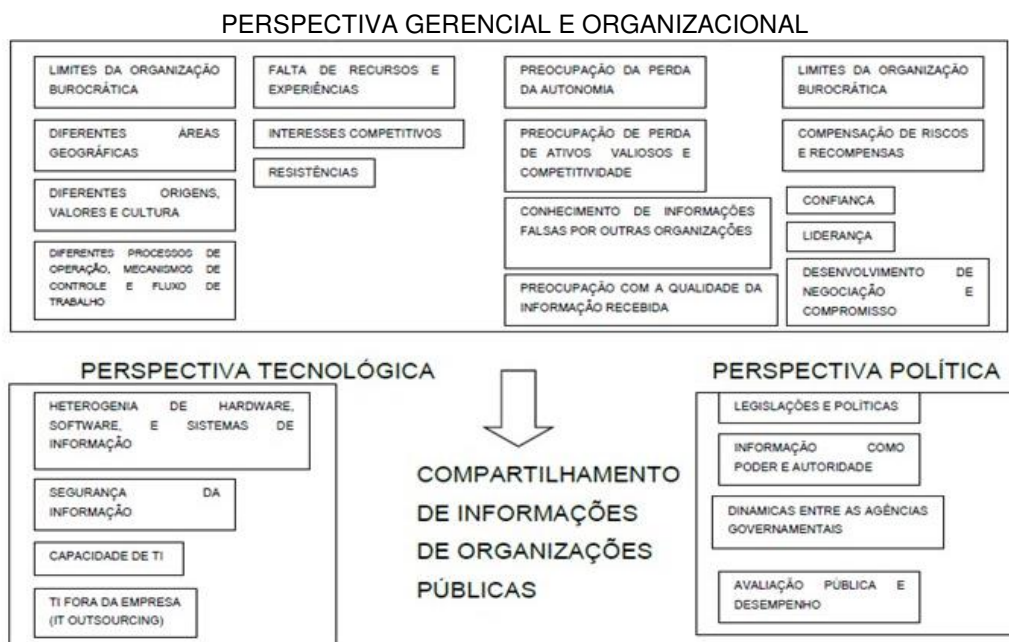 PERSPECTIVA GERENCIAL E ORGANIZACIONAL
LIMITES DA ORGANIZAÇÃO
BUROCRÁTICA
DIFERENTES ÁREAS
GEOGRÁFICAS
DIFERENTES ORIGENS,
VALORES E CULTURA
DIFERENTES PROCESSOS DE
OPERAÇÃO, MECANISMOS DE
CONTROLE E FLUXO DE
TRABALHO
FALTA DE RECURSOS E
EXPERIÊNCIAS
INTERESSES COMPETITIVOS
RESISTÊNCIAS
PREOCUPAÇÃO DA PERDA
DA AUTONOMIA
PREOCUPAÇÃO DE PERDA
DE ATIVOS VALIOSOS E
COMPETITIVIDADE
CONHECIMENTO DE INFORMAÇÕES
FALSAS POR OUTRAS ORGANIZAÇÕES
PREOCUPAÇÃO COM A QUALIDADE DA
INFORMAÇÃO RECEBIDA
LIMITES DA ORGANIZAÇÃO
BUROCRÁTICA
COMPENSAÇÃO DE RISCOS
E RECOMPENSAS
CONFIANÇA
LIDERANÇA
DESENVOLVIMENTO DE
NEGOCIAÇÃO E
COMPROMISSO
PERSPECTIVA TECNOLÓGICA
HETEROGENIA DE HARDWARE,
SOFTWARE, E SISTEMAS DE
INFORMAÇÃO
SEGURANÇA DA
INFORMAÇÃO
CAPACIDADE DE TI
TI FORA DA EMPRESA
(IT OUTSOURCING)
COMPARTILHAMENTO
DE INFORMAÇÕES
DE ORGANIZAÇÕES
PÚBLICAS
PERSPECTIVA POLÍTICA
LEGISLAÇÕES E POLÍTICAS
INFORMAÇÃO COMO
PODER E AUTORIDADE
DINAMICAS ENTRE AS AGÊNCIAS
GOVERNAMENTAIS
AVALIAÇÃO PÚBLICA E
DESEMPENHO